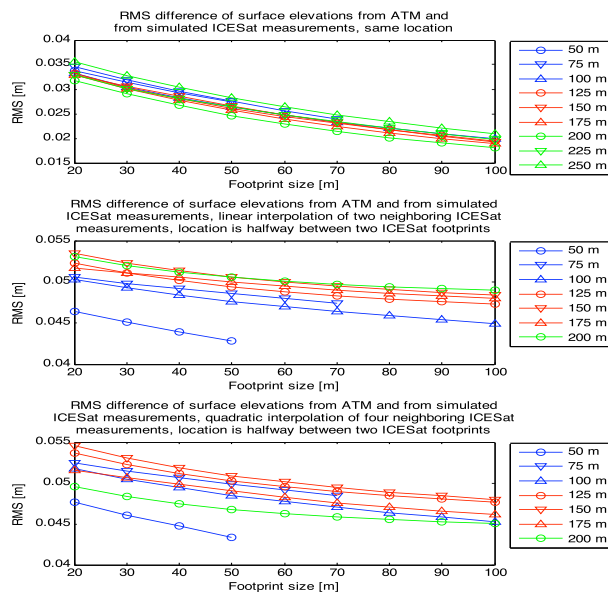 RMS difference of surface elevations from ATM and
from simulated ICESat measurements, same location
0.04
0.035
0.03
0.025
0.02
0.015
RMS [m]
20 30 40 50 60 70 80 90 100
Footprint size [m]
50 m
75 m
100 m
125 m
150 m
175 m
200 m
225 m
250 m
RMS difference of surface elevations from ATM and from simulated
ICESat measurements, linear interpolation of two neighboring ICESat
measurements, location is halfway between two ICESat footprints
0.055
0.05
0.045
0.04
RMS [m]
20 30 40 50 60 70 80 90 100
Footprint size [m]
50 m
75 m
100 m
125 m
150 m
175 m
200 m
RMS difference of surface elevations from ATM and from simulated
ICESat measurements, quadratic interpolation of four neighboring ICESat
measurements, location is halfway between two ICESat footprints
0.055
0.05
0.045
0.04
RMS [m]
20 30 40 50 60 70 80 90 100
Footprint size [m]
50 m
75 m
100 m
125 m
150 m
175 m
200 m